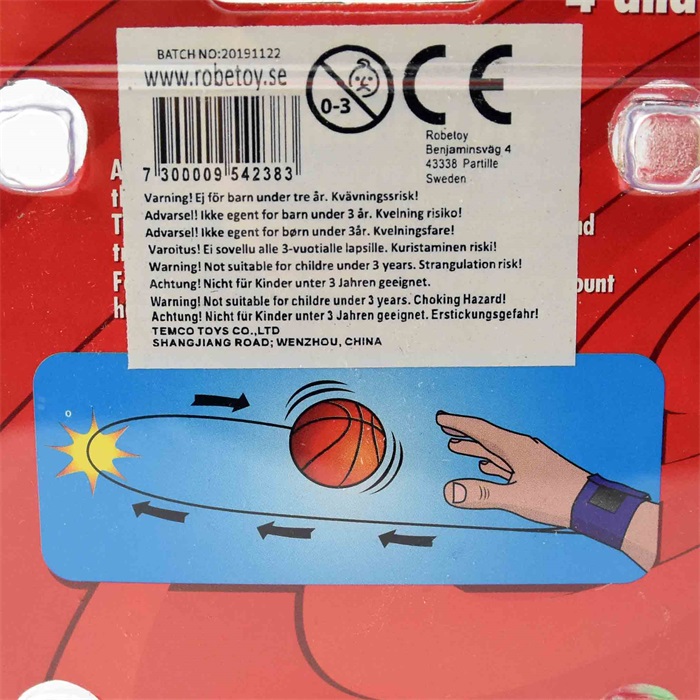 4 and
BATCH NO:20191122
www.robetoy.se
0-3
CE
7 300009 542383
Robetoy
Benjaminsväg 4
43338 Partille
Sweden
Varning! Ej för barn under tre år. Kvävningssrisk!
Advarsel! Ikke egent for barn under 3 år. Kvelning risiko!
Advarsel! Ikke egent for børn under 3år. Kvelningsfare!
Varoitus! Ei sovellu alle 3-vuotialle lapsille. Kuristaminen riski!
Warning! Not suitable for childre under 3 years. Strangulation risk!
Achtung! Nicht für Kinder unter 3 Jahren geeignet.
Warning! Not suitable for childre under 3 years. Choking Hazard!
Achtung! Nicht für Kinder unter 3 Jahren geeignet. Erstickungsgefahr!
TEMCO TOYS CO.,LTD
SHANGJIANG ROAD; WENZHOU, CHINA